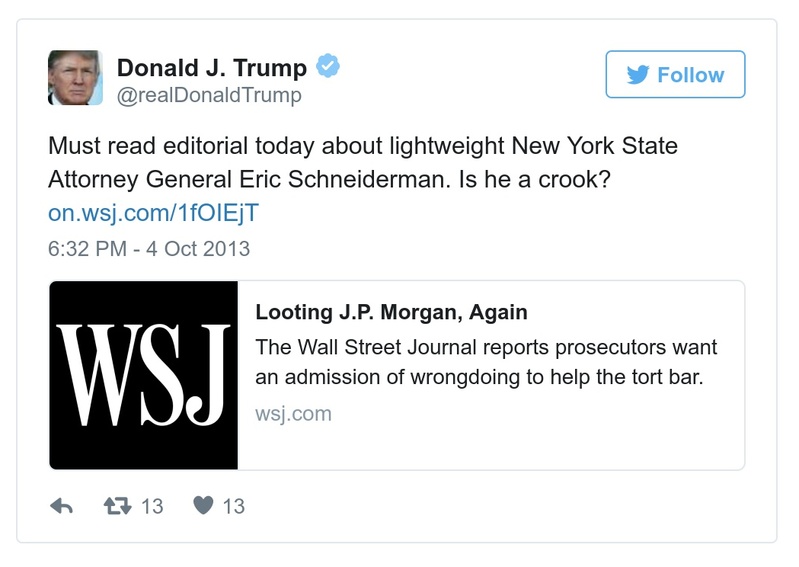 Donald J. Trump
@realDonaldTrump
Follow
Must read editorial today about lightweight New York State
Attorney General Eric Schneiderman. Is he a crook?
on.wsj.com/1fOIEjT
6:32 PM - 4 Oct 2013
WSJ
Looting J.P. Morgan, Again
The Wall Street Journal reports prosecutors want
an admission of wrongdoing to help the tort bar.
wsj.com
13
13